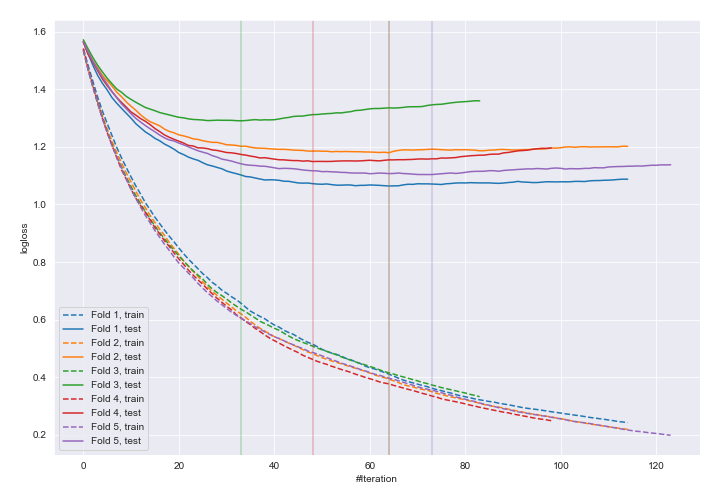 1.6
1.4
1.2
1.0
0.8
0.6
0.4
0.2
logloss
Fold 1, train
Fold 1, test
Fold 2, train
Fold 2, test
Fold 3, train
Fold 3, test
Fold 4, train
Fold 4, test
Fold 5, train
Fold 5, test
0 20 40 60 80 100 120
#Iteration